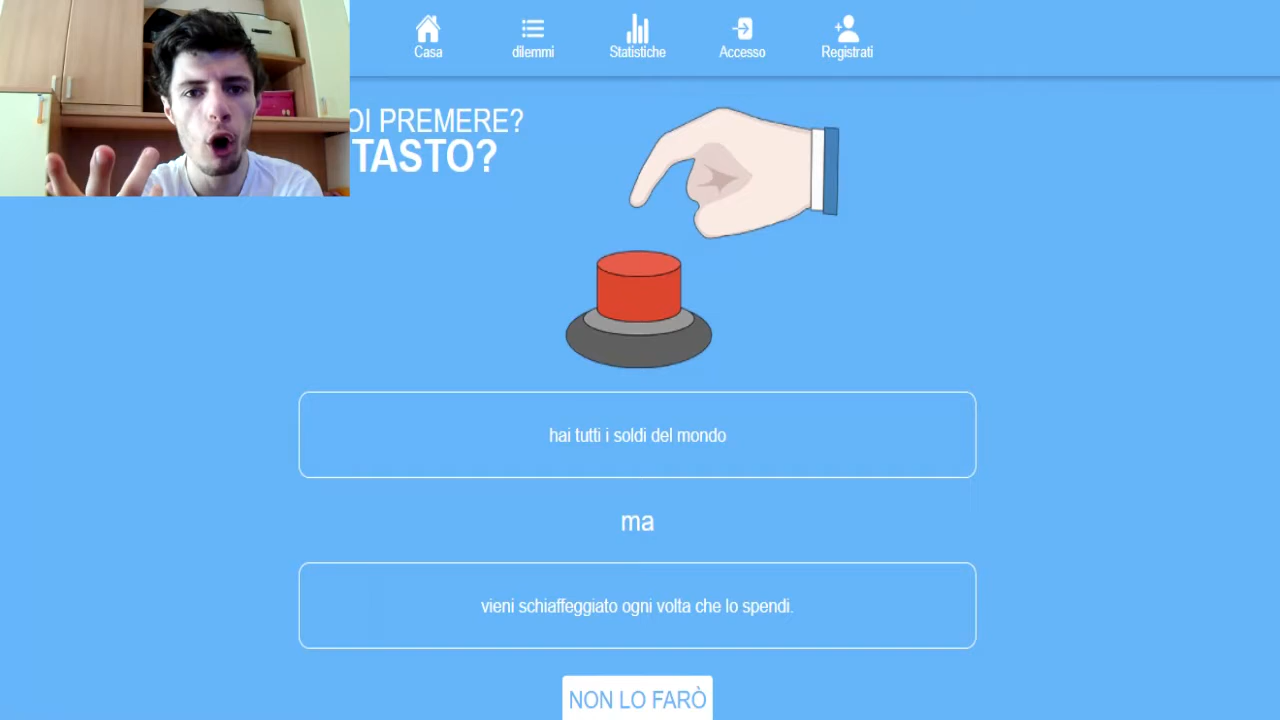 Casa
dilemmi
Statistiche
Accesso
Registrati
OI PREMERE?
TASTO?
hai tutti i soldi del mondo
ma
vieni schiaffeggiato ogni volta che lo spendi.
NON LO FARÒ